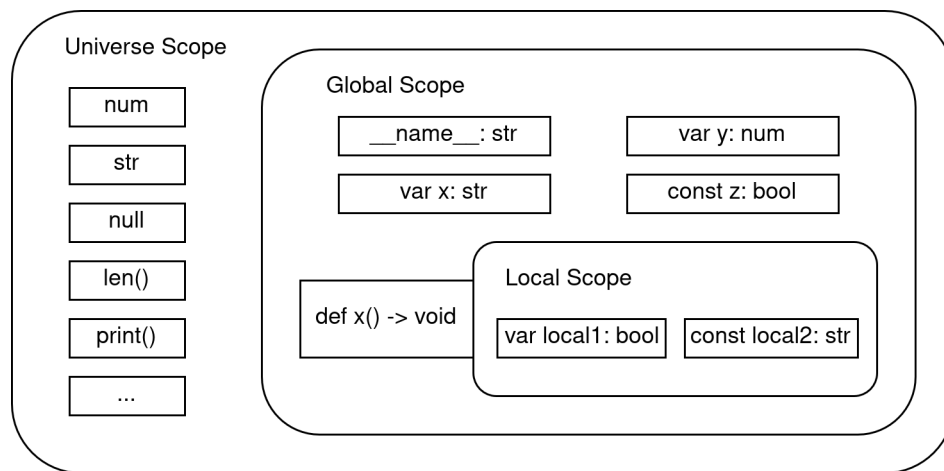 Universe Scope
num
str
null
len()
print()
...
Global Scope
__name__: str
var y: num
var x: str
const z: bool
def x() -> void
Local Scope
var local1: bool
const local2: str